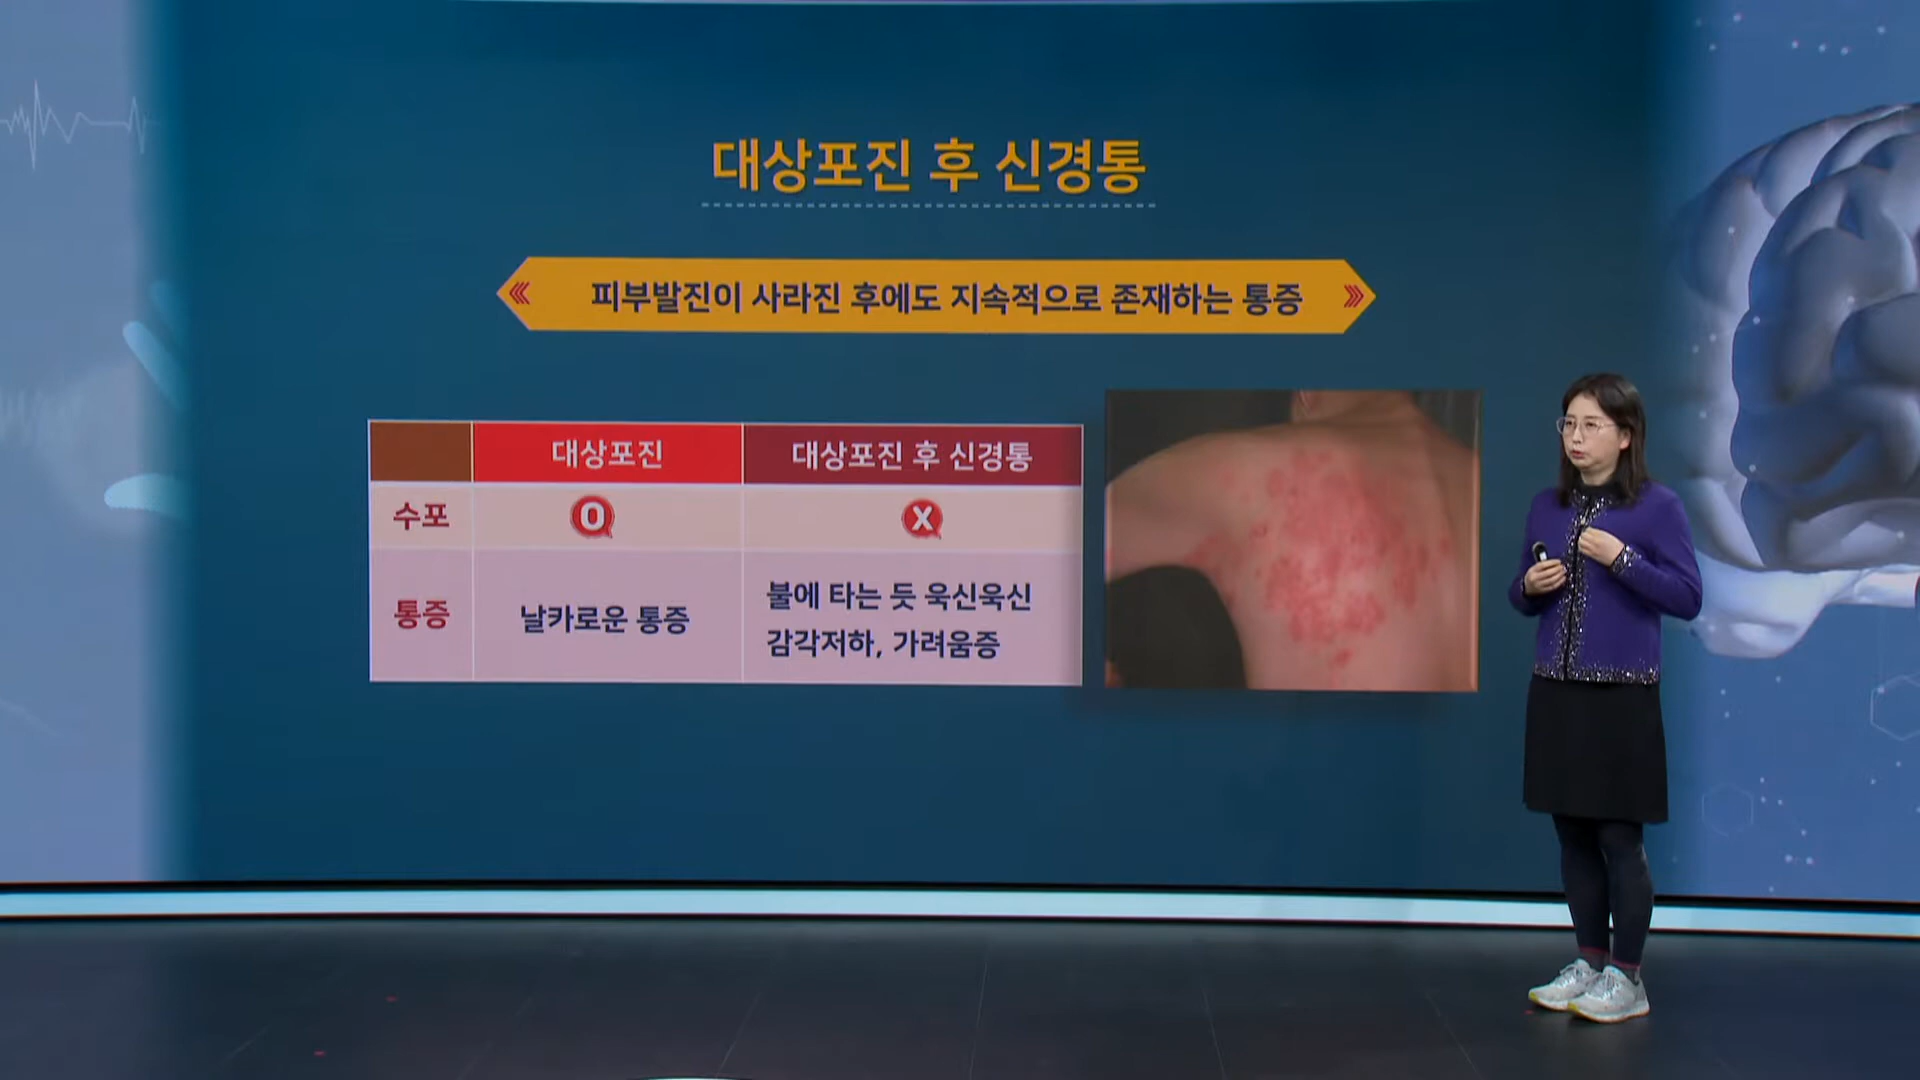 대상포진 후 신경통
피부발진이 사라진 후에도 지속적으로 존재하는 통증
대상포진 대상포진 후 신경통
수포 O X
통증 날카로운 통증 불에 타는 듯 욱신욱신
감각저하, 가려움증